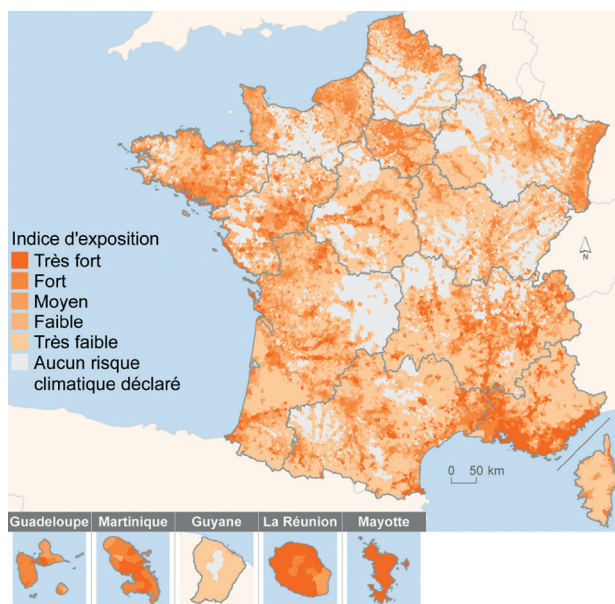 Indice d'exposition
Très fort
Fort
Moyen
Faible
Très faible
Aucun risque
climatique déclaré
N
0 50 km
Guadeloupe Martinique Guyane La Réunion Mayotte